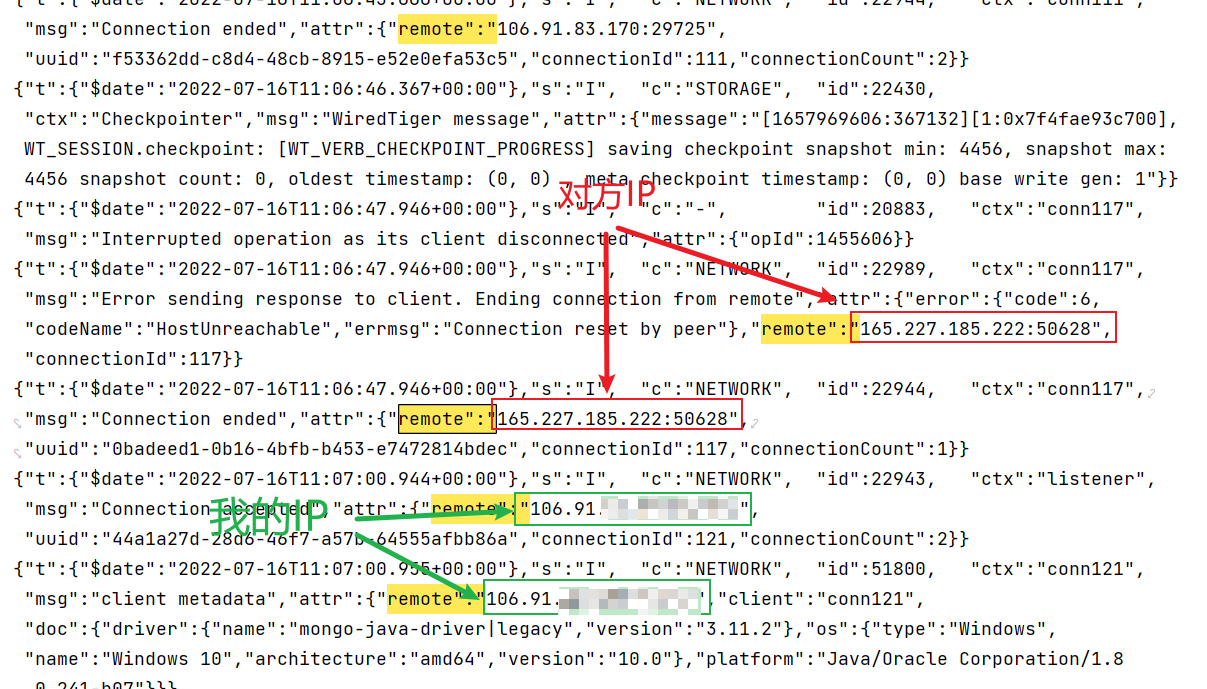 {"t":{"$date":"2022-07-16T11:06:45.606+00:00"},"s":"I", "c":"NETWORK", "id":22944, "ctx":"conn111",
"msg":"Connection ended","attr":{"remote":"106.91.83.170:29725",
"uuid":"f53362dd-c8d4-48cb-8915-e52e0efa53c5","connectionId":111,"connectionCount":2}}
{"t":{"$date":"2022-07-16T11:06:46.367+00:00"},"s":"I", "c":"STORAGE", "id":22430,
"ctx":"Checkpointer","msg":"WiredTiger message","attr":{"message":"[1657969606:367132][1:0x7f4fae93c700],
WT_SESSION.checkpoint: [WT_VERB_CHECKPOINT_PROGRESS] saving checkpoint snapshot min: 4456, snapshot max:
4456 snapshot count: 0, oldest timestamp: (0, 0) , meta checkpoint timestamp: (0, 0) base write gen: 1"}}
对方IP
{"t":{"$date":"2022-07-16T11:06:47.946+00:00"},"s":"I", "c":"-", "id":20883, "ctx":"conn117",
"msg":"Interrupted operation as its client disconnected","attr":{"opId":1455606}}
{"t":{"$date":"2022-07-16T11:06:47.946+00:00"},"s":"I", "c":"NETWORK", "id":22989, "ctx":"conn117",
"msg":"Error sending response to client. Ending connection from remote","attr":{"error":{"code":6,
"codeName":"HostUnreachable","errmsg":"Connection reset by peer"},"remote":"165.227.185.222:50628",
"connectionId":117}}
{"t":{"$date":"2022-07-16T11:06:47.946+00:00"},"s":"I", "c":"NETWORK", "id":22944, "ctx":"conn117",
"msg":"Connection ended","attr":{"remote":"165.227.185.222:50628",
"uuid":"0badeed1-0b16-4bfb-b453-e7472814bdec","connectionId":117,"connectionCount":1}}
{"t":{"$date":"2022-07-16T11:07:00.944+00:00"},"s":"I", "c":"NETWORK", "id":22943, "ctx":"listener",
"msg":"Connection accepted","attr":{"remote":"106.91. ",
我的IP
"uuid":"44a1a27d-28d6-46f7-a57b-64555afbb86a","connectionId":121,"connectionCount":2}}
{"t":{"$date":"2022-07-16T11:07:00.955+00:00"},"s":"I", "c":"NETWORK", "id":51800, "ctx":"conn121",
"msg":"client metadata","attr":{"remote":"106.91. ","client":"conn121",
"doc":{"driver":{"name":"mongo-java-driver|legacy","version":"3.11.2"},"os":{"type":"Windows",
"name":"Windows 10","architecture":"amd64","version":"10.0"},"platform":"Java/Oracle Corporation/1.8
.0_241-b07"}}}